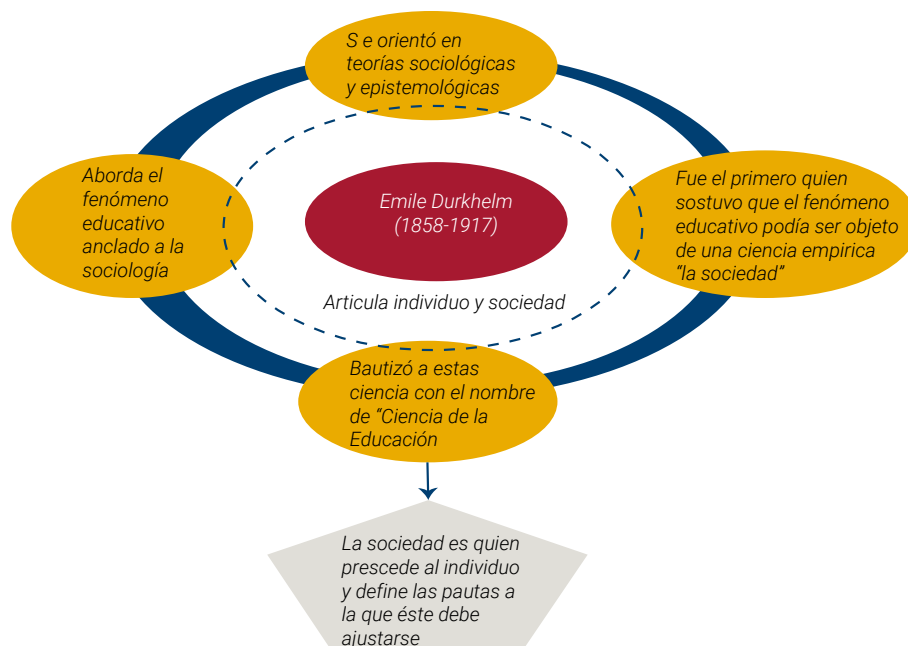 S e orientó en
teorías sociológicas
y epistemológicas
Aborda el
fenómeno
educativo
anclado a la
sociología
Emile Durkhelm
(1858-1917)
Articula individuo y sociedad
Fue el primero quien
sostuvo que el fenómeno
educativo podía ser objeto
de una ciencia empirica
"la sociedad"
Bautizó a estas
ciencia con el nombre
de "Ciencia de la
Educación
La sociedad es quien
prescede al individuo
y define las pautas a
la que éste debe
ajustarse